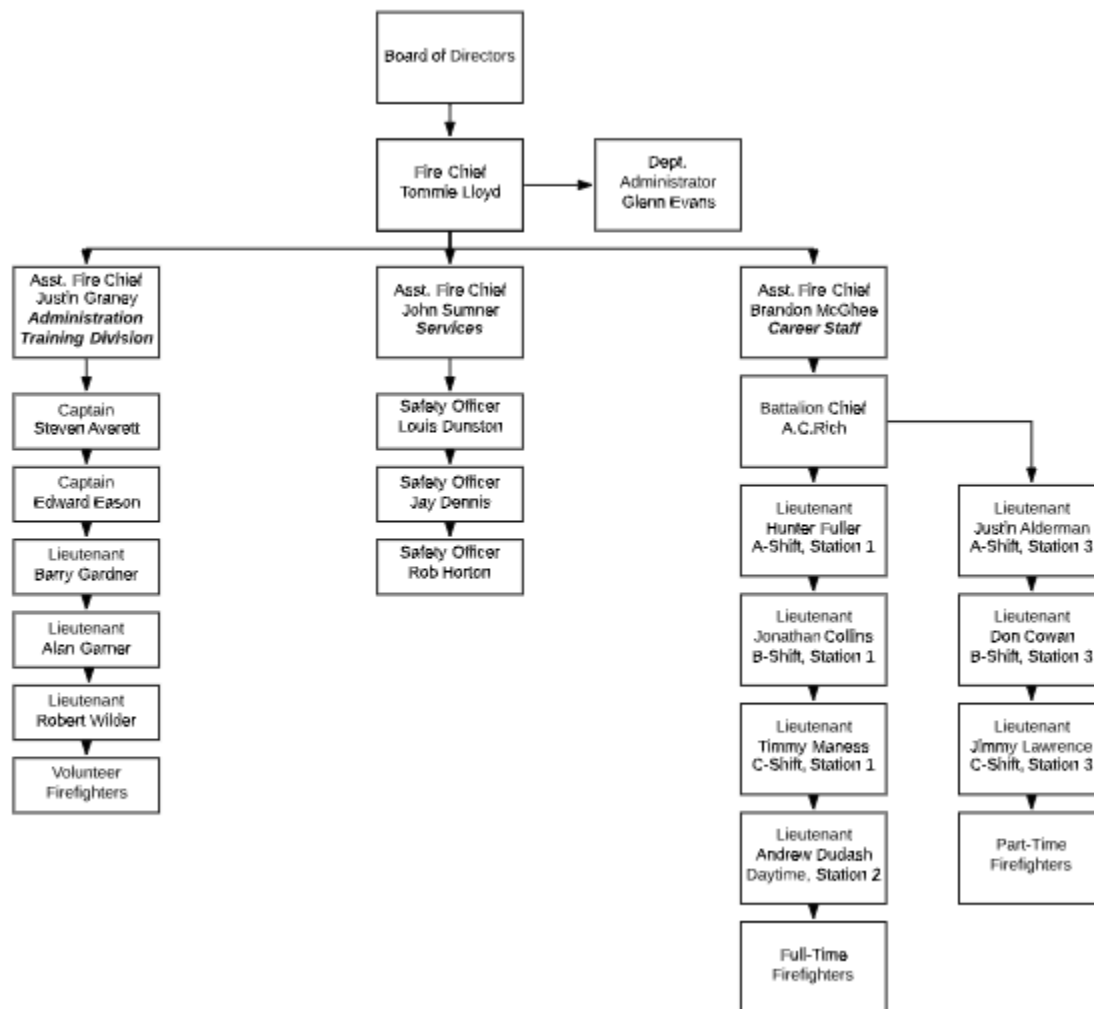 Board of Directors
Fire Chief
Tommie Lloyd
Dept.
Administrator
Glenn Evans
Asst. Fire Chief
Justin Graney
Administration
Training Division
Asst. Fire Chief
John Sumner
Services
Asst. Fire Chief
Brandon McGhee
Career Staff
Captain
Steven Averett
Captain
Edward Eason
Lieutenant
Barry Gardner
Lieutenant
Alan Garner
Lieutenant
Robert Wilder
Volunteer
Firefighters
Safety Officer
Louis Dunston
Safety Officer
Jay Dennis
Safety Officer
Rob Horton
Battalion Chief
A.C.Rich
Lieutenant
Hunter Fuller
A-Shift, Station 1
Lieutenant
Jonathan Collins
B-Shift, Station 1
Lieutenant
Timmy Maness
C-Shift, Station 1
Lieutenant
Andrew Dudash
Daytime, Station 2
Full-Time
Firefighters
Lieutenant
Justin Alderman
A-Shift, Station 3
Lieutenant
Don Cowan
B-Shift, Station 3
Lieutenant
Jimmy Lawrence
C-Shift, Station 3
Part-Time
Firefighters